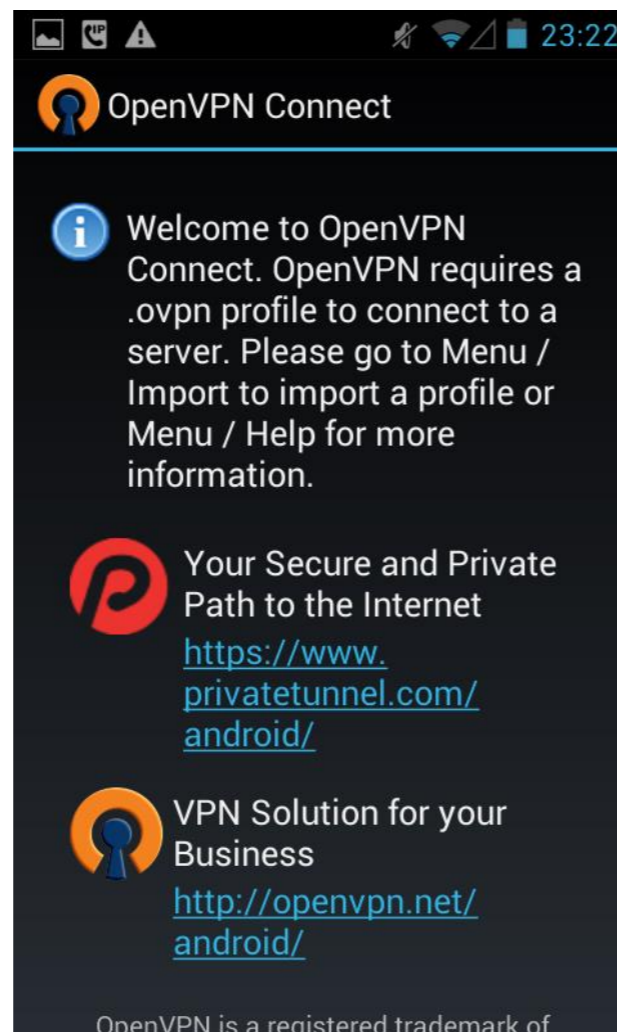 23:22
OpenVPN Connect
Welcome to OpenVPN
Connect. OpenVPN requires a
.ovpn profile to connect to a
server. Please go to Menu /
Import to import a profile or
Menu / Help for more
information.
Your Secure and Private
Path to the Internet
https://www.
privatetunnel.com/
android/
VPN Solution for your
Business
http://openvpn.net/
android/
OpenVPN is a registered trademark of